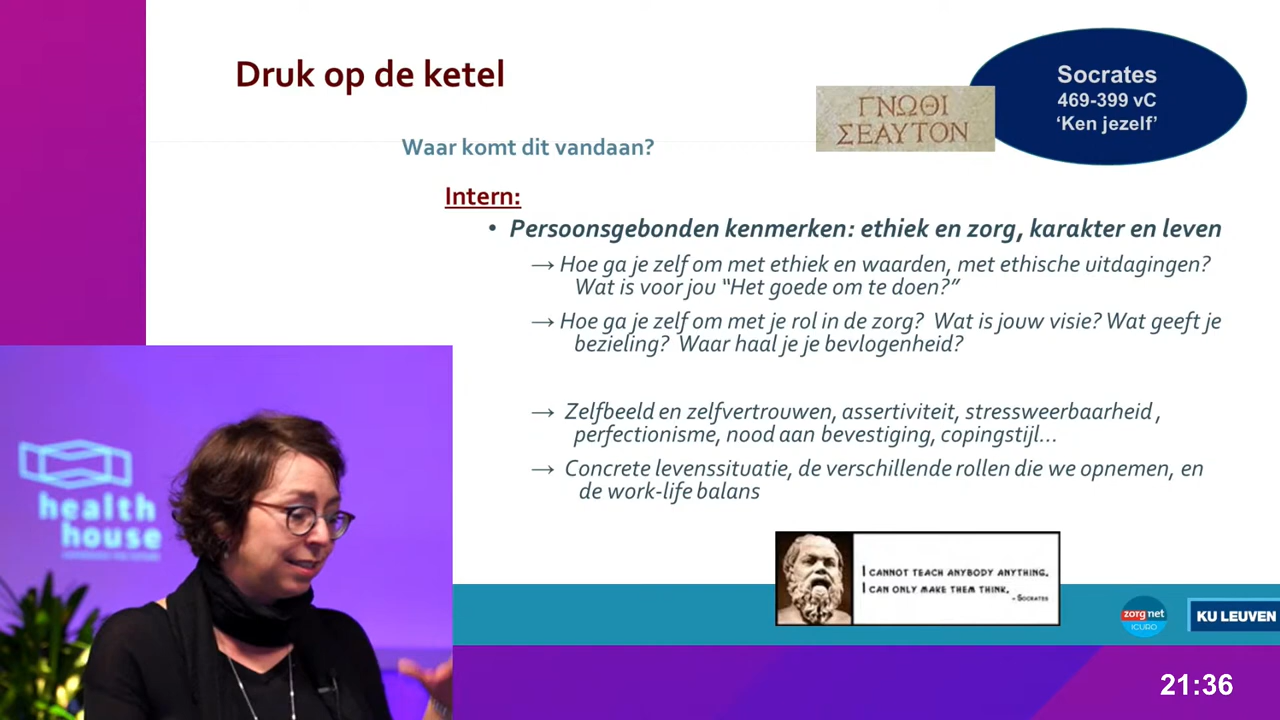 Druk op de ketel
ΓΝΩΘΙ
ΣΕΑΥΤΟΝ
Socrates
469-399 vC
‘Ken jezelf’
Waar komt dit vandaan?
Intern:
• Persoonsgebonden kenmerken: ethiek en zorg, karakter en leven
→ Hoe ga je zelf om met ethiek en waarden, met ethische uitdagingen?
Wat is voor jou “Het goede om te doen?”
→ Hoe ga je zelf om met je rol in de zorg? Wat is jouw visie? Wat geeft je
bezieling? Waar haal je je bevlogenheid?
→ Zelfbeeld en zelfvertrouwen, assertiviteit, stressweerbaarheid ,
perfectionisme, nood aan bevestiging, copingstijl...
→ Concrete levenssituatie, de verschillende rollen die we opnemen, en
de work-life balans
health
house
I CANNOT TEACH ANYBODY ANYTHING.
I CAN ONLY MAKE THEM THINK.
- SOCRATES
zorgnet
ICURO
KU LEUVEN
21:36